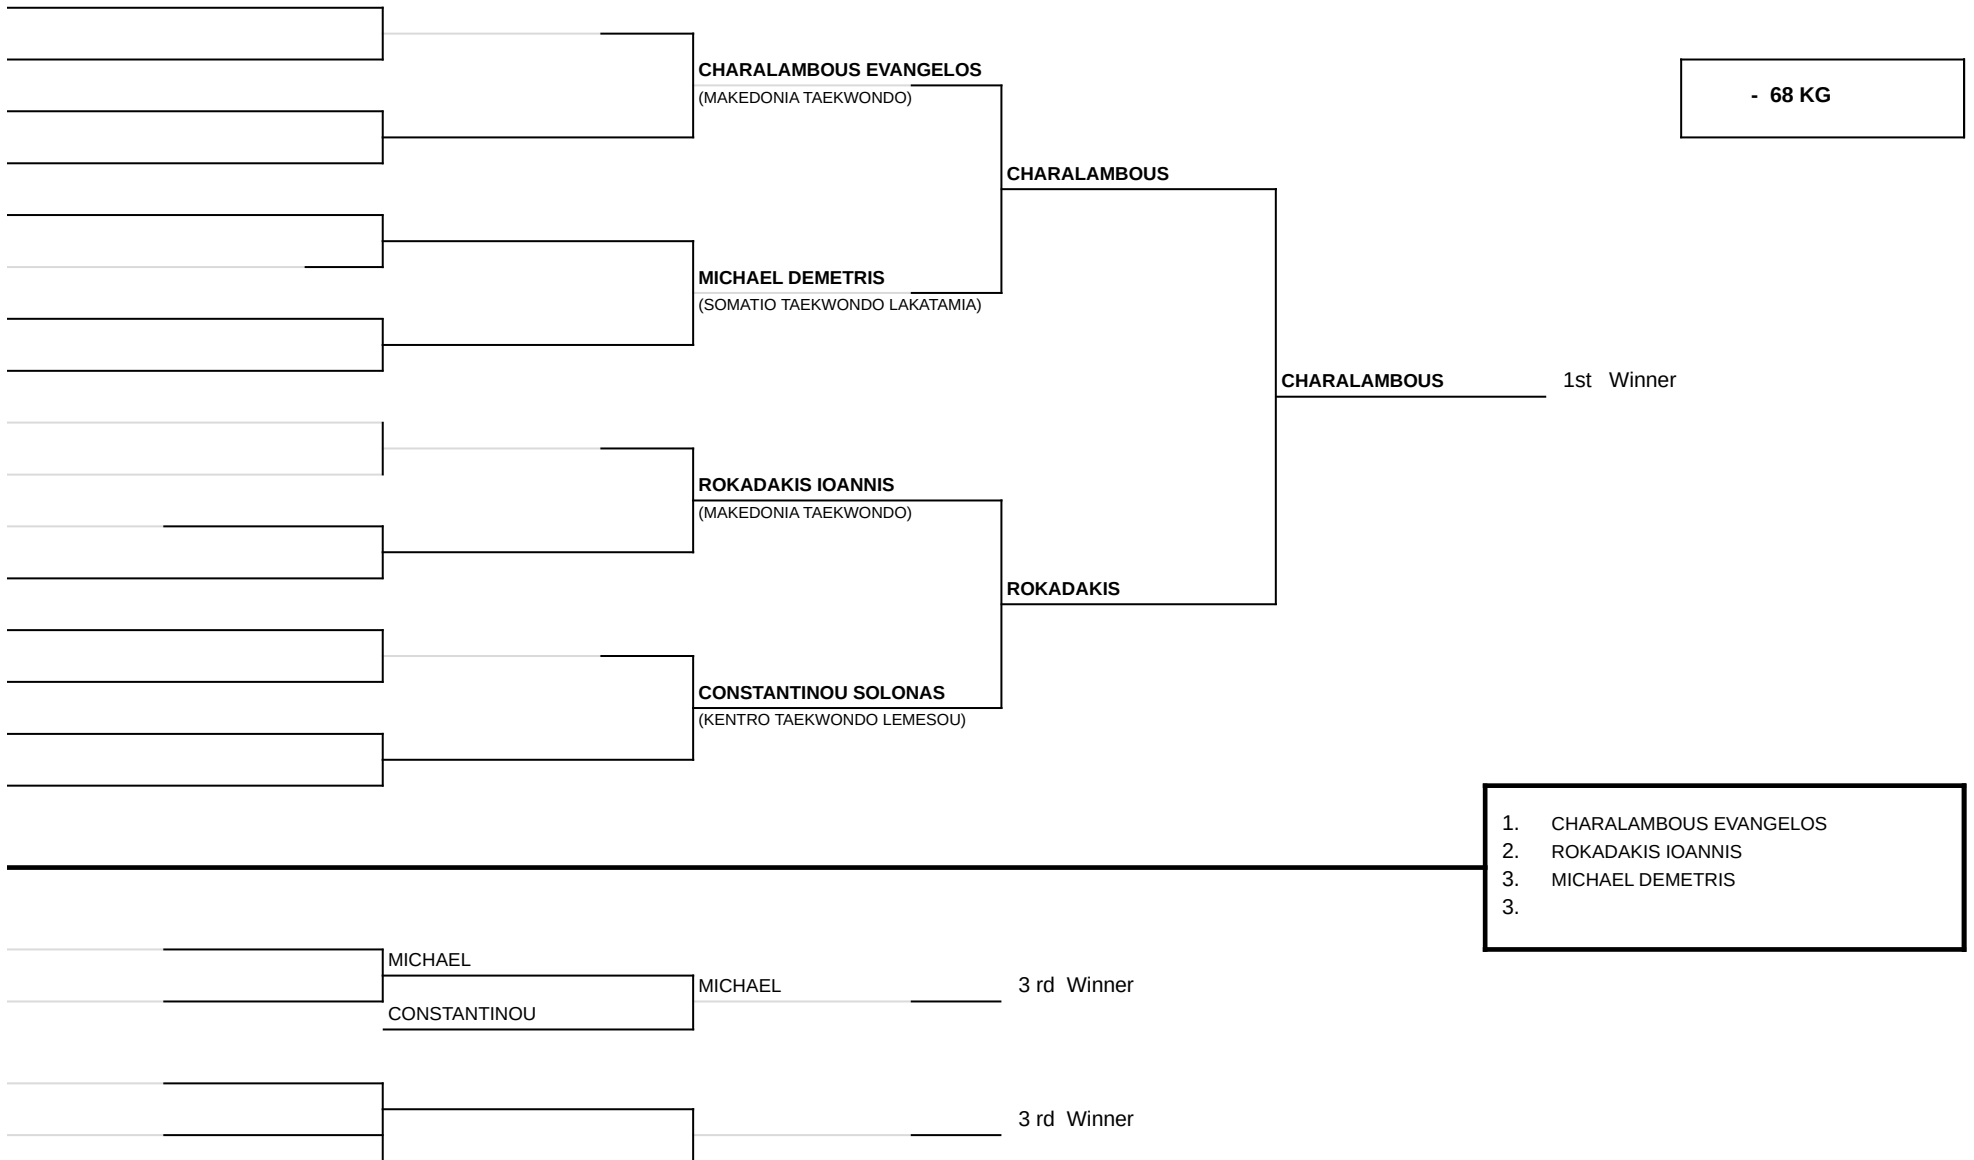 CHARALAMBOUS EVANGELOS
(MAKEDONIA TAEKWONDO)
- 68 KG
CHARALAMBOUS
MICHAEL DEMETRIS
(SOMATIO TAEKWONDO LAKATAMIA)
CHARALAMBOUS
1st Winner
ROKADAKIS IOANNIS
(MAKEDONIA TAEKWONDO)
ROKADAKIS
CONSTANTINOU SOLONAS
(KENTRO TAEKWONDO LEMESOU)
1. CHARALAMBOUS EVANGELOS
2. ROKADAKIS IOANNIS
3. MICHAEL DEMETRIS
3.
MICHAEL
MICHAEL
3 rd Winner
CONSTANTINOU
3 rd Winner